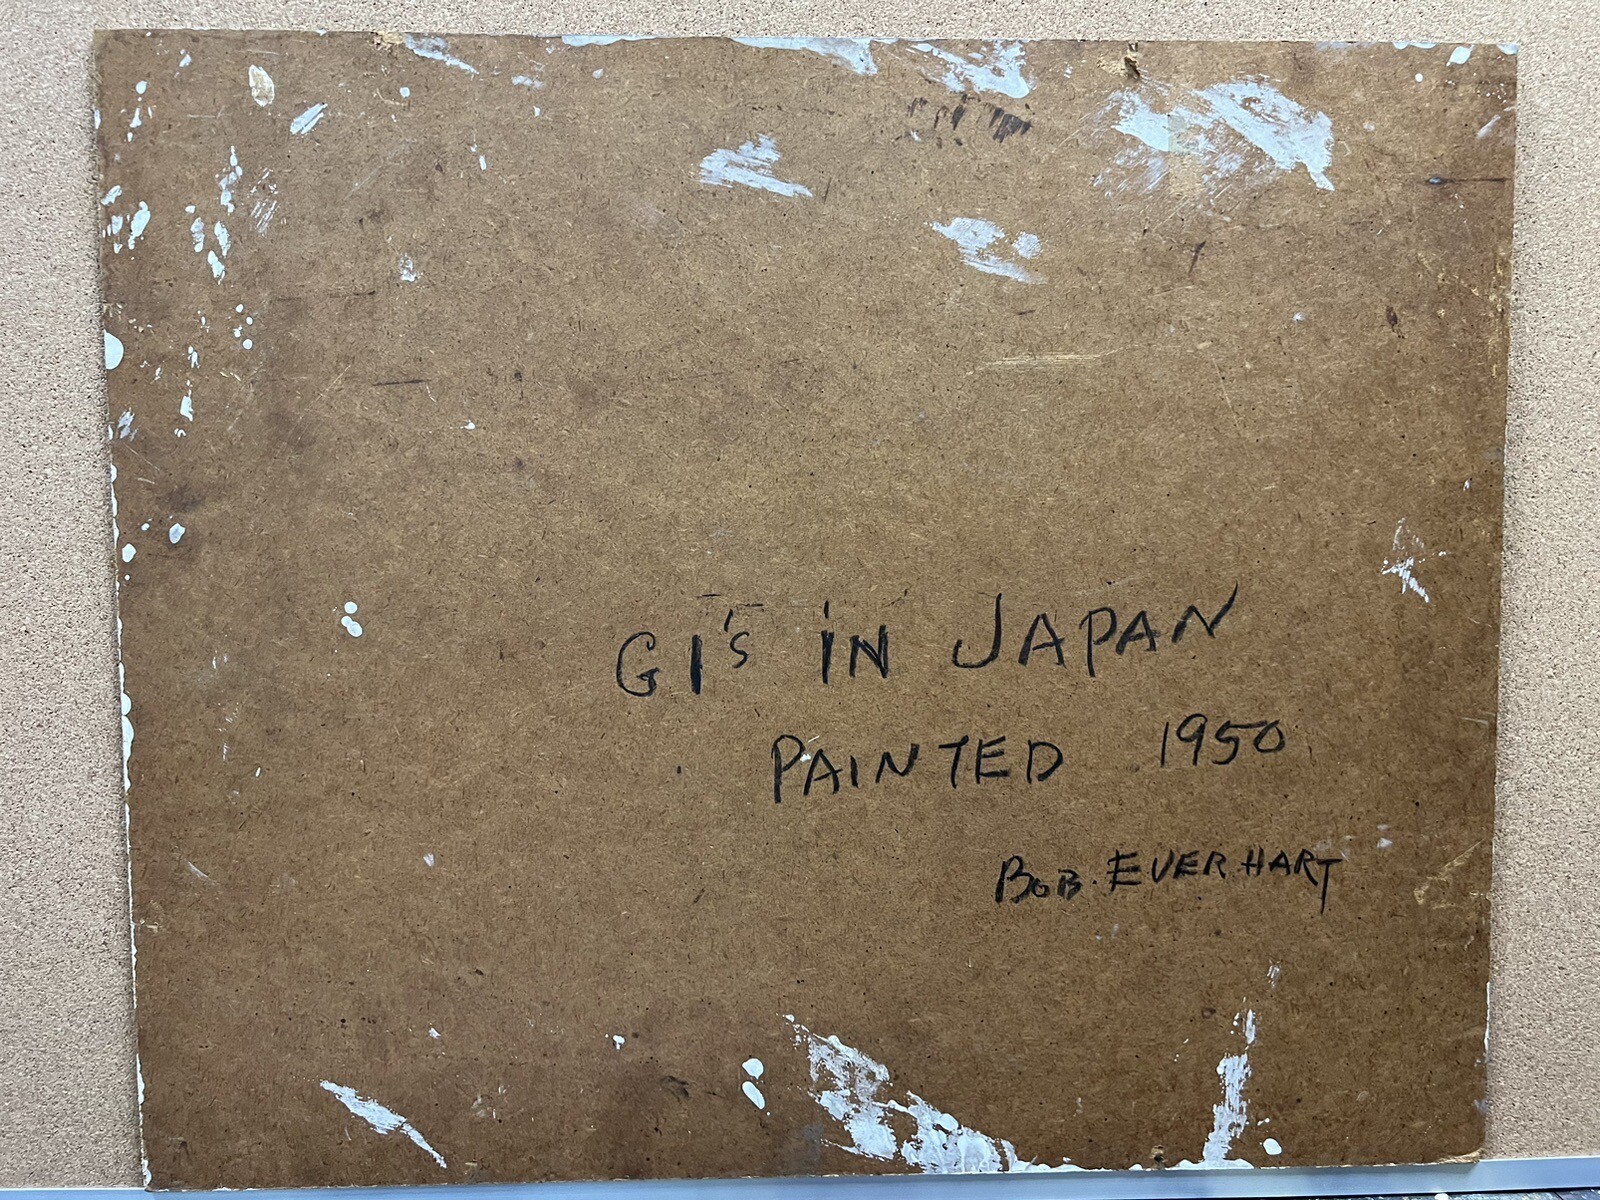 GI'S IN JAPAN
PAINTED 1950
BOB. EVERHART